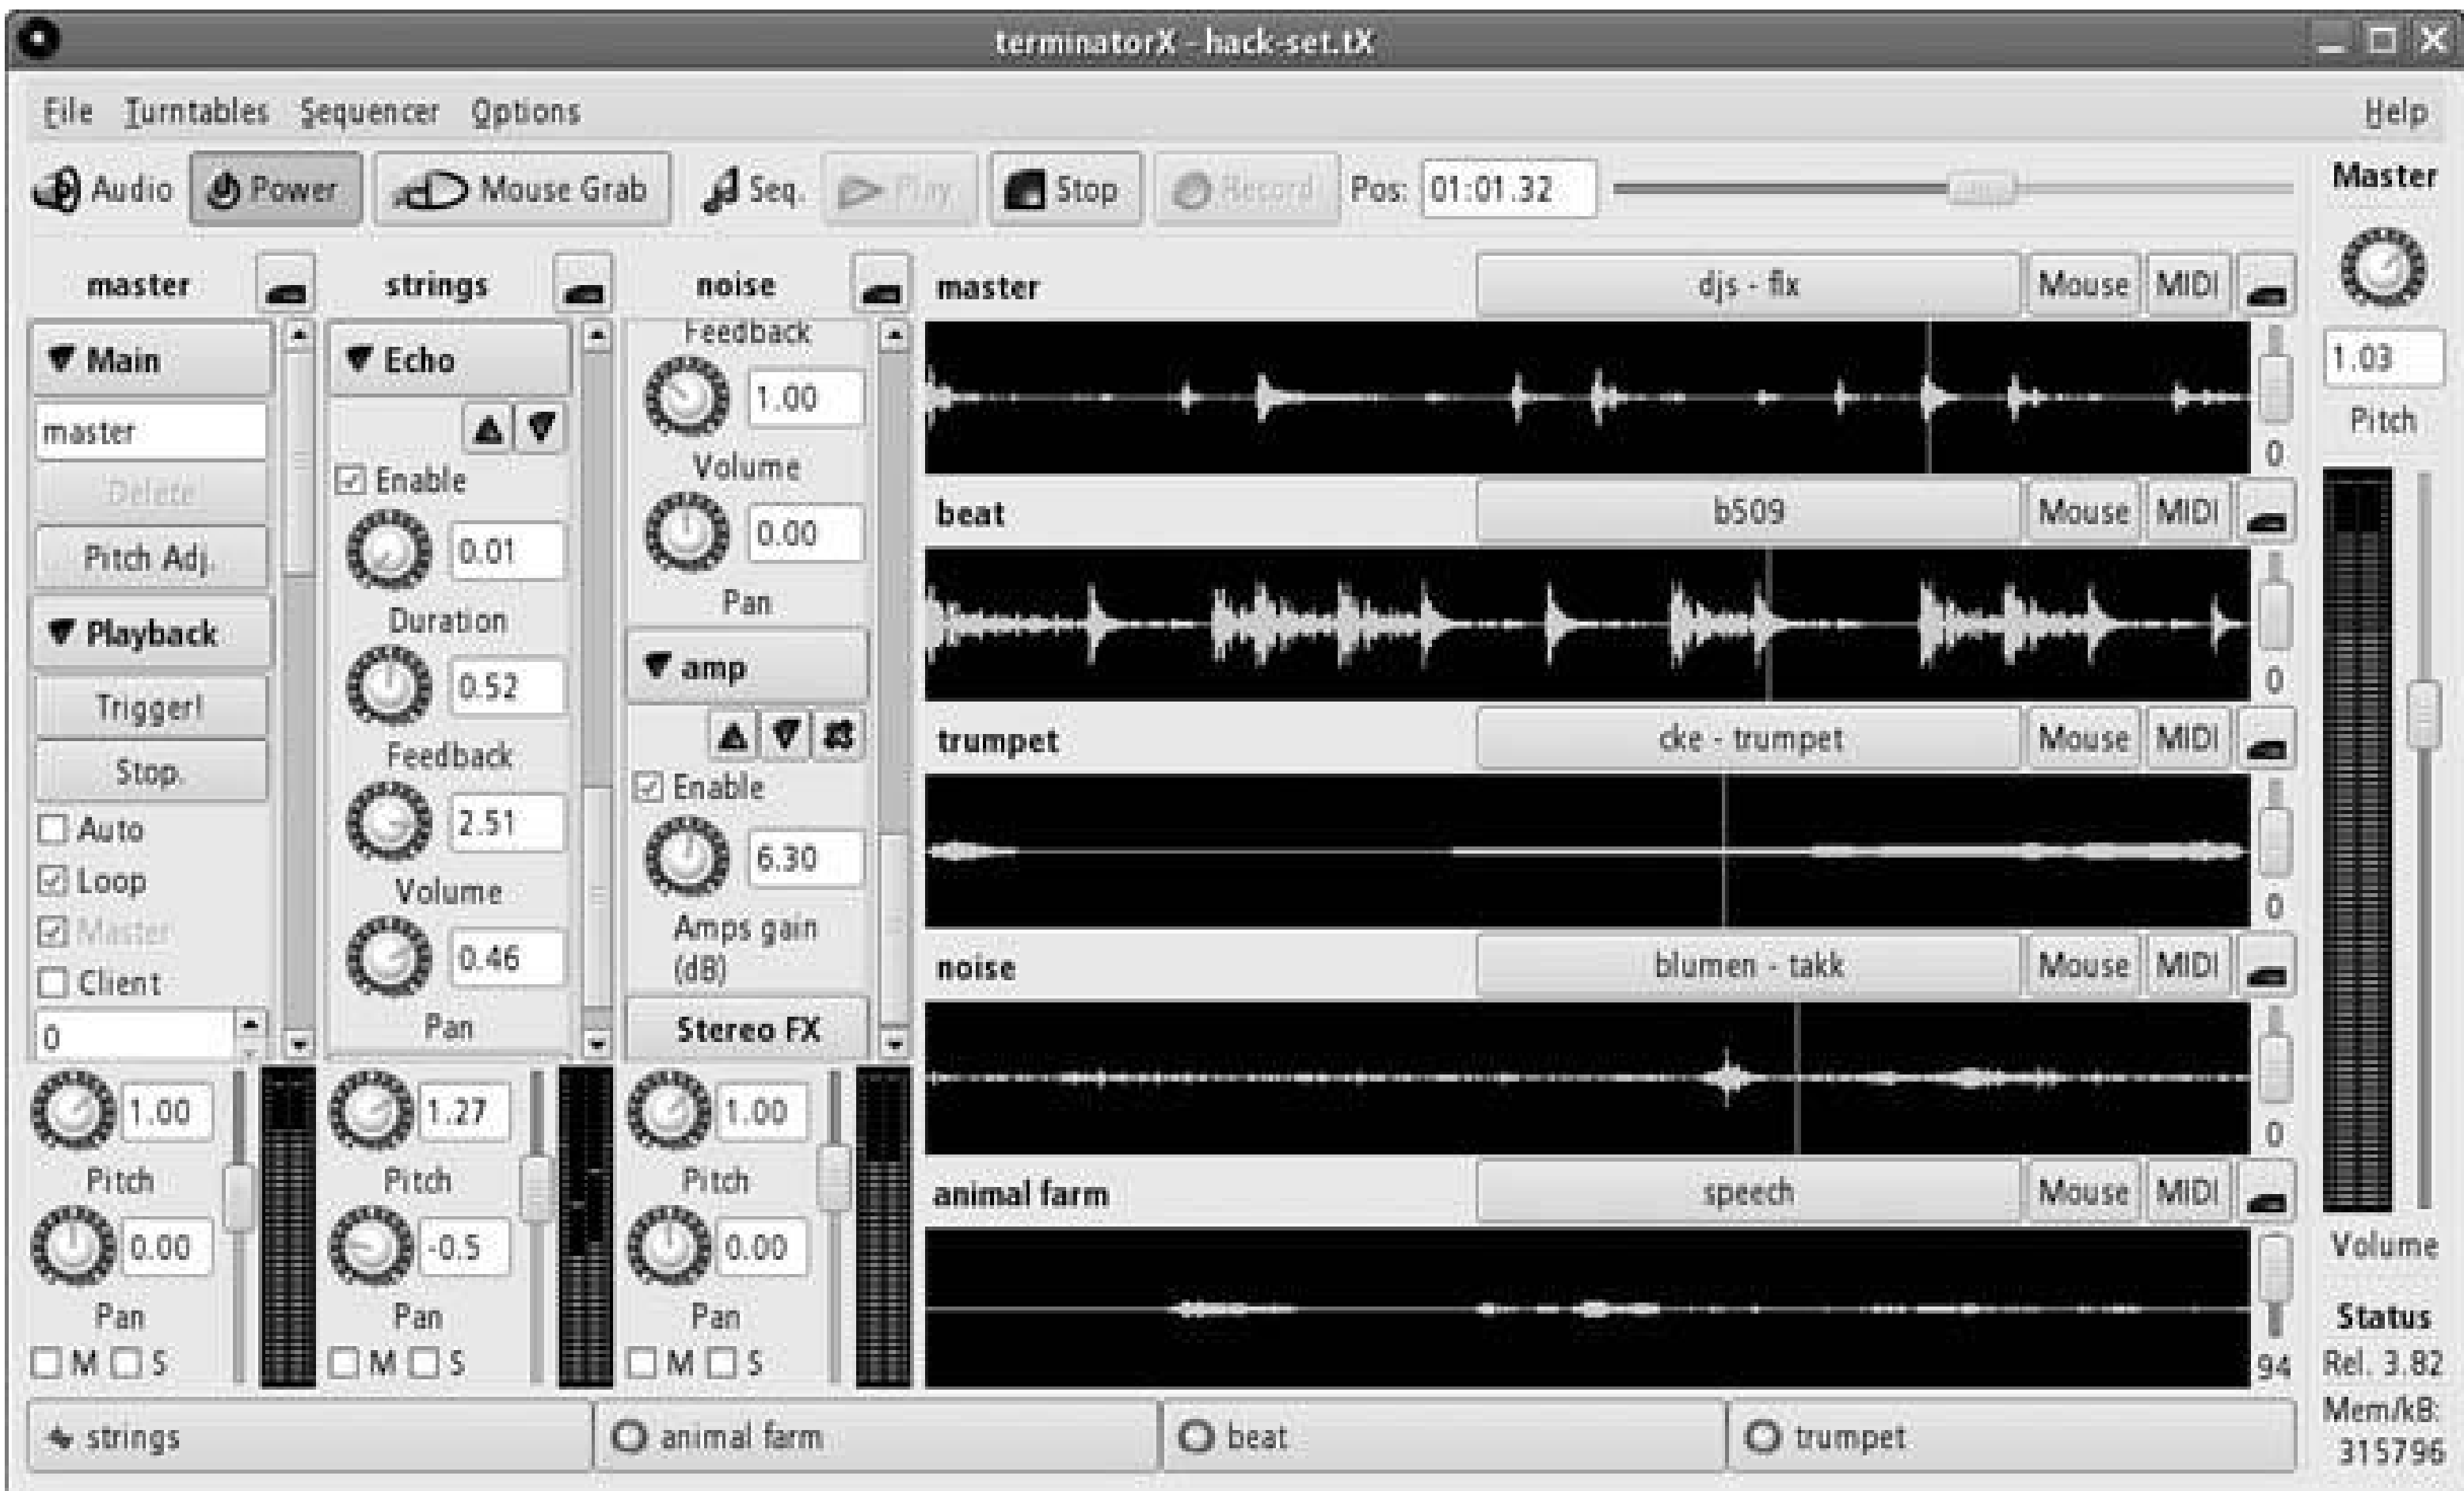 terminatorX - hack-set.tX
File Turntables Sequencer Options Help
Audio Power Mouse Grab Seq. Play Stop Record Pos: 01:01.32 Master
master
Main
master
Delete
Pitch Adj.
Playback
Trigger!
Stop.
Auto
Loop
Master
Client
0
1.00
Pitch
0.00
Pan
M S
strings
Echo
Enable
0.01
Duration
0.52
Feedback
2.51
Volume
0.46
Pan
1.27
Pitch
-0.5
Pan
M S
noise
Feedback
1.00
Volume
0.00
Pan
amp
Enable
6.30
Amps gain
(dB)
Stereo FX
1.00
Pitch
0.00
Pan
M S
master djs - flx Mouse MIDI
0
beat b509 Mouse MIDI
0
trumpet cke - trumpet Mouse MIDI
0
noise blumen - takk Mouse MIDI
0
animal farm speech Mouse MIDI
94
1.03
Pitch
Volume
Status
Rel. 3.82
Mem/kB:
315796
strings animal farm beat trumpet